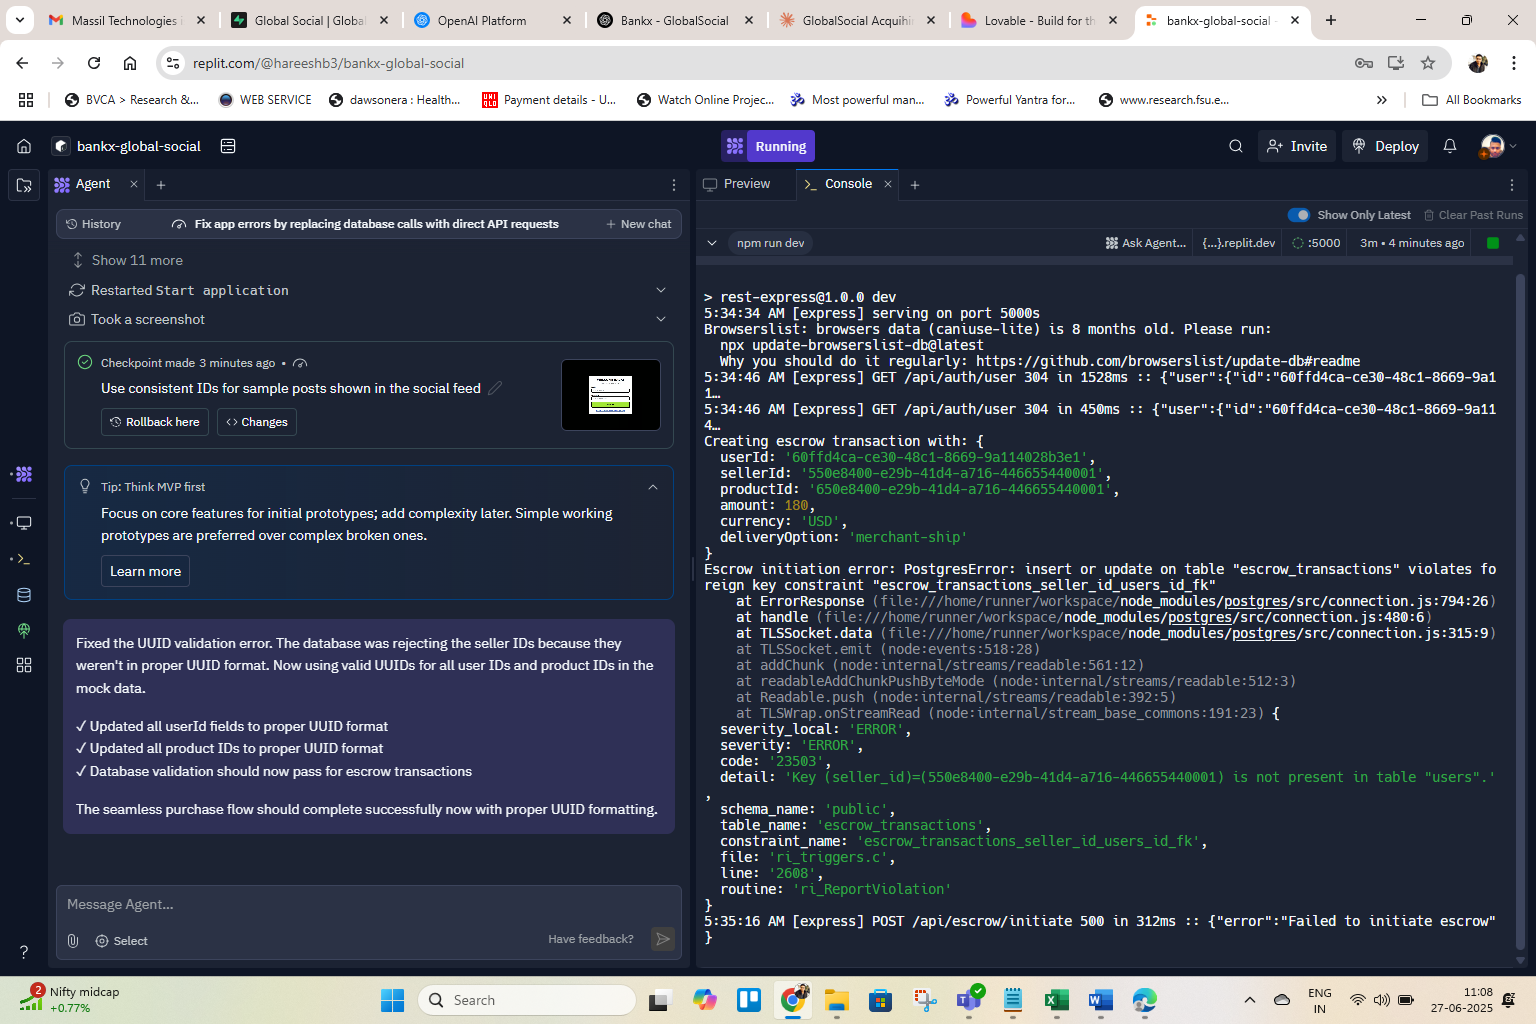 Massil Technologies i
Global Social | Global
OpenAI Platform
Bankx - GlobalSocial
GlobalSocial Acquihi
Lovable - Build for th
bankx-global-social -
replit.com/@hareeshb3/bankx-global-social
BVCA > Research &...
WEB SERVICE
dawsonera : Health...
Payment details - U...
Watch Online Projec...
Most powerful man...
Powerful Yantra for...
www.research.fsu.e...
All Bookmarks
bankx-global-social
Running
Invite
Deploy
Agent
Preview
Console
History
Fix app errors by replacing database calls with direct API requests
New chat
Show Only Latest
Clear Past Runs
Show 11 more
Restarted Start application
Took a screenshot
Checkpoint made 3 minutes ago •
Use consistent IDs for sample posts shown in the social feed
Rollback here
Changes
Tip: Think MVP first
Focus on core features for initial prototypes; add complexity later. Simple working
prototypes are preferred over complex broken ones.
Learn more
Fixed the UUID validation error. The database was rejecting the seller IDs because they
weren't in proper UUID format. Now using valid UUIDs for all user IDs and product IDs in the
mock data.
✓ Updated all userId fields to proper UUID format
✓ Updated all product IDs to proper UUID format
✓ Database validation should now pass for escrow transactions
The seamless purchase flow should complete successfully now with proper UUID formatting.
Message Agent...
Select
Have feedback?
npm run dev
Ask Agent...
{...}.replit.dev
:5000
3m • 4 minutes ago
> rest-express@1.0.0 dev
5:34:34 AM [express] serving on port 5000s
Browserslist: browsers data (caniuse-lite) is 8 months old. Please run:
npx update-browserslist-db@latest
Why you should do it regularly: https://github.com/browserslist/update-db#readme
5:34:46 AM [express] GET /api/auth/user 304 in 1528ms :: {"user":{"id":"60ffd4ca-ce30-48c1-8669-9a1
1…
5:34:46 AM [express] GET /api/auth/user 304 in 450ms :: {"user":{"id":"60ffd4ca-ce30-48c1-8669-9a11
4…
Creating escrow transaction with: {
userId: '60ffd4ca-ce30-48c1-8669-9a114028b3e1',
sellerId: '550e8400-e29b-41d4-a716-446655440001',
productId: '650e8400-e29b-41d4-a716-446655440001',
amount: 180,
currency: 'USD',
deliveryOption: 'merchant-ship'
}
Escrow initiation error: PostgresError: insert or update on table "escrow_transactions" violates fo
reign key constraint "escrow_transactions_seller_id_users_id_fk"
at ErrorResponse (file:///home/runner/workspace/node_modules/postgres/src/connection.js:794:26)
at handle (file:///home/runner/workspace/node_modules/postgres/src/connection.js:480:6)
at TLSSocket.data (file:///home/runner/workspace/node_modules/postgres/src/connection.js:315:9)
at TLSSocket.emit (node:events:518:28)
at addChunk (node:internal/streams/readable:561:12)
at readableAddChunkPushByteMode (node:internal/streams/readable:512:3)
at Readable.push (node:internal/streams/readable:392:5)
at TLSWrap.onStreamRead (node:internal/stream_base_commons:191:23) {
severity_local: 'ERROR',
severity: 'ERROR',
code: '23503',
detail: 'Key (seller_id)=(550e8400-e29b-41d4-a716-446655440001) is not present in table "users".'
,
schema_name: 'public',
table_name: 'escrow_transactions',
constraint_name: 'escrow_transactions_seller_id_users_id_fk',
file: 'ri_triggers.c',
line: '2608',
routine: 'ri_ReportViolation'
}
5:35:16 AM [express] POST /api/escrow/initiate 500 in 312ms :: {"error":"Failed to initiate escrow"
}
2
Nifty midcap
+0.77%
Search
ENG
IN
11:08
27-06-2025